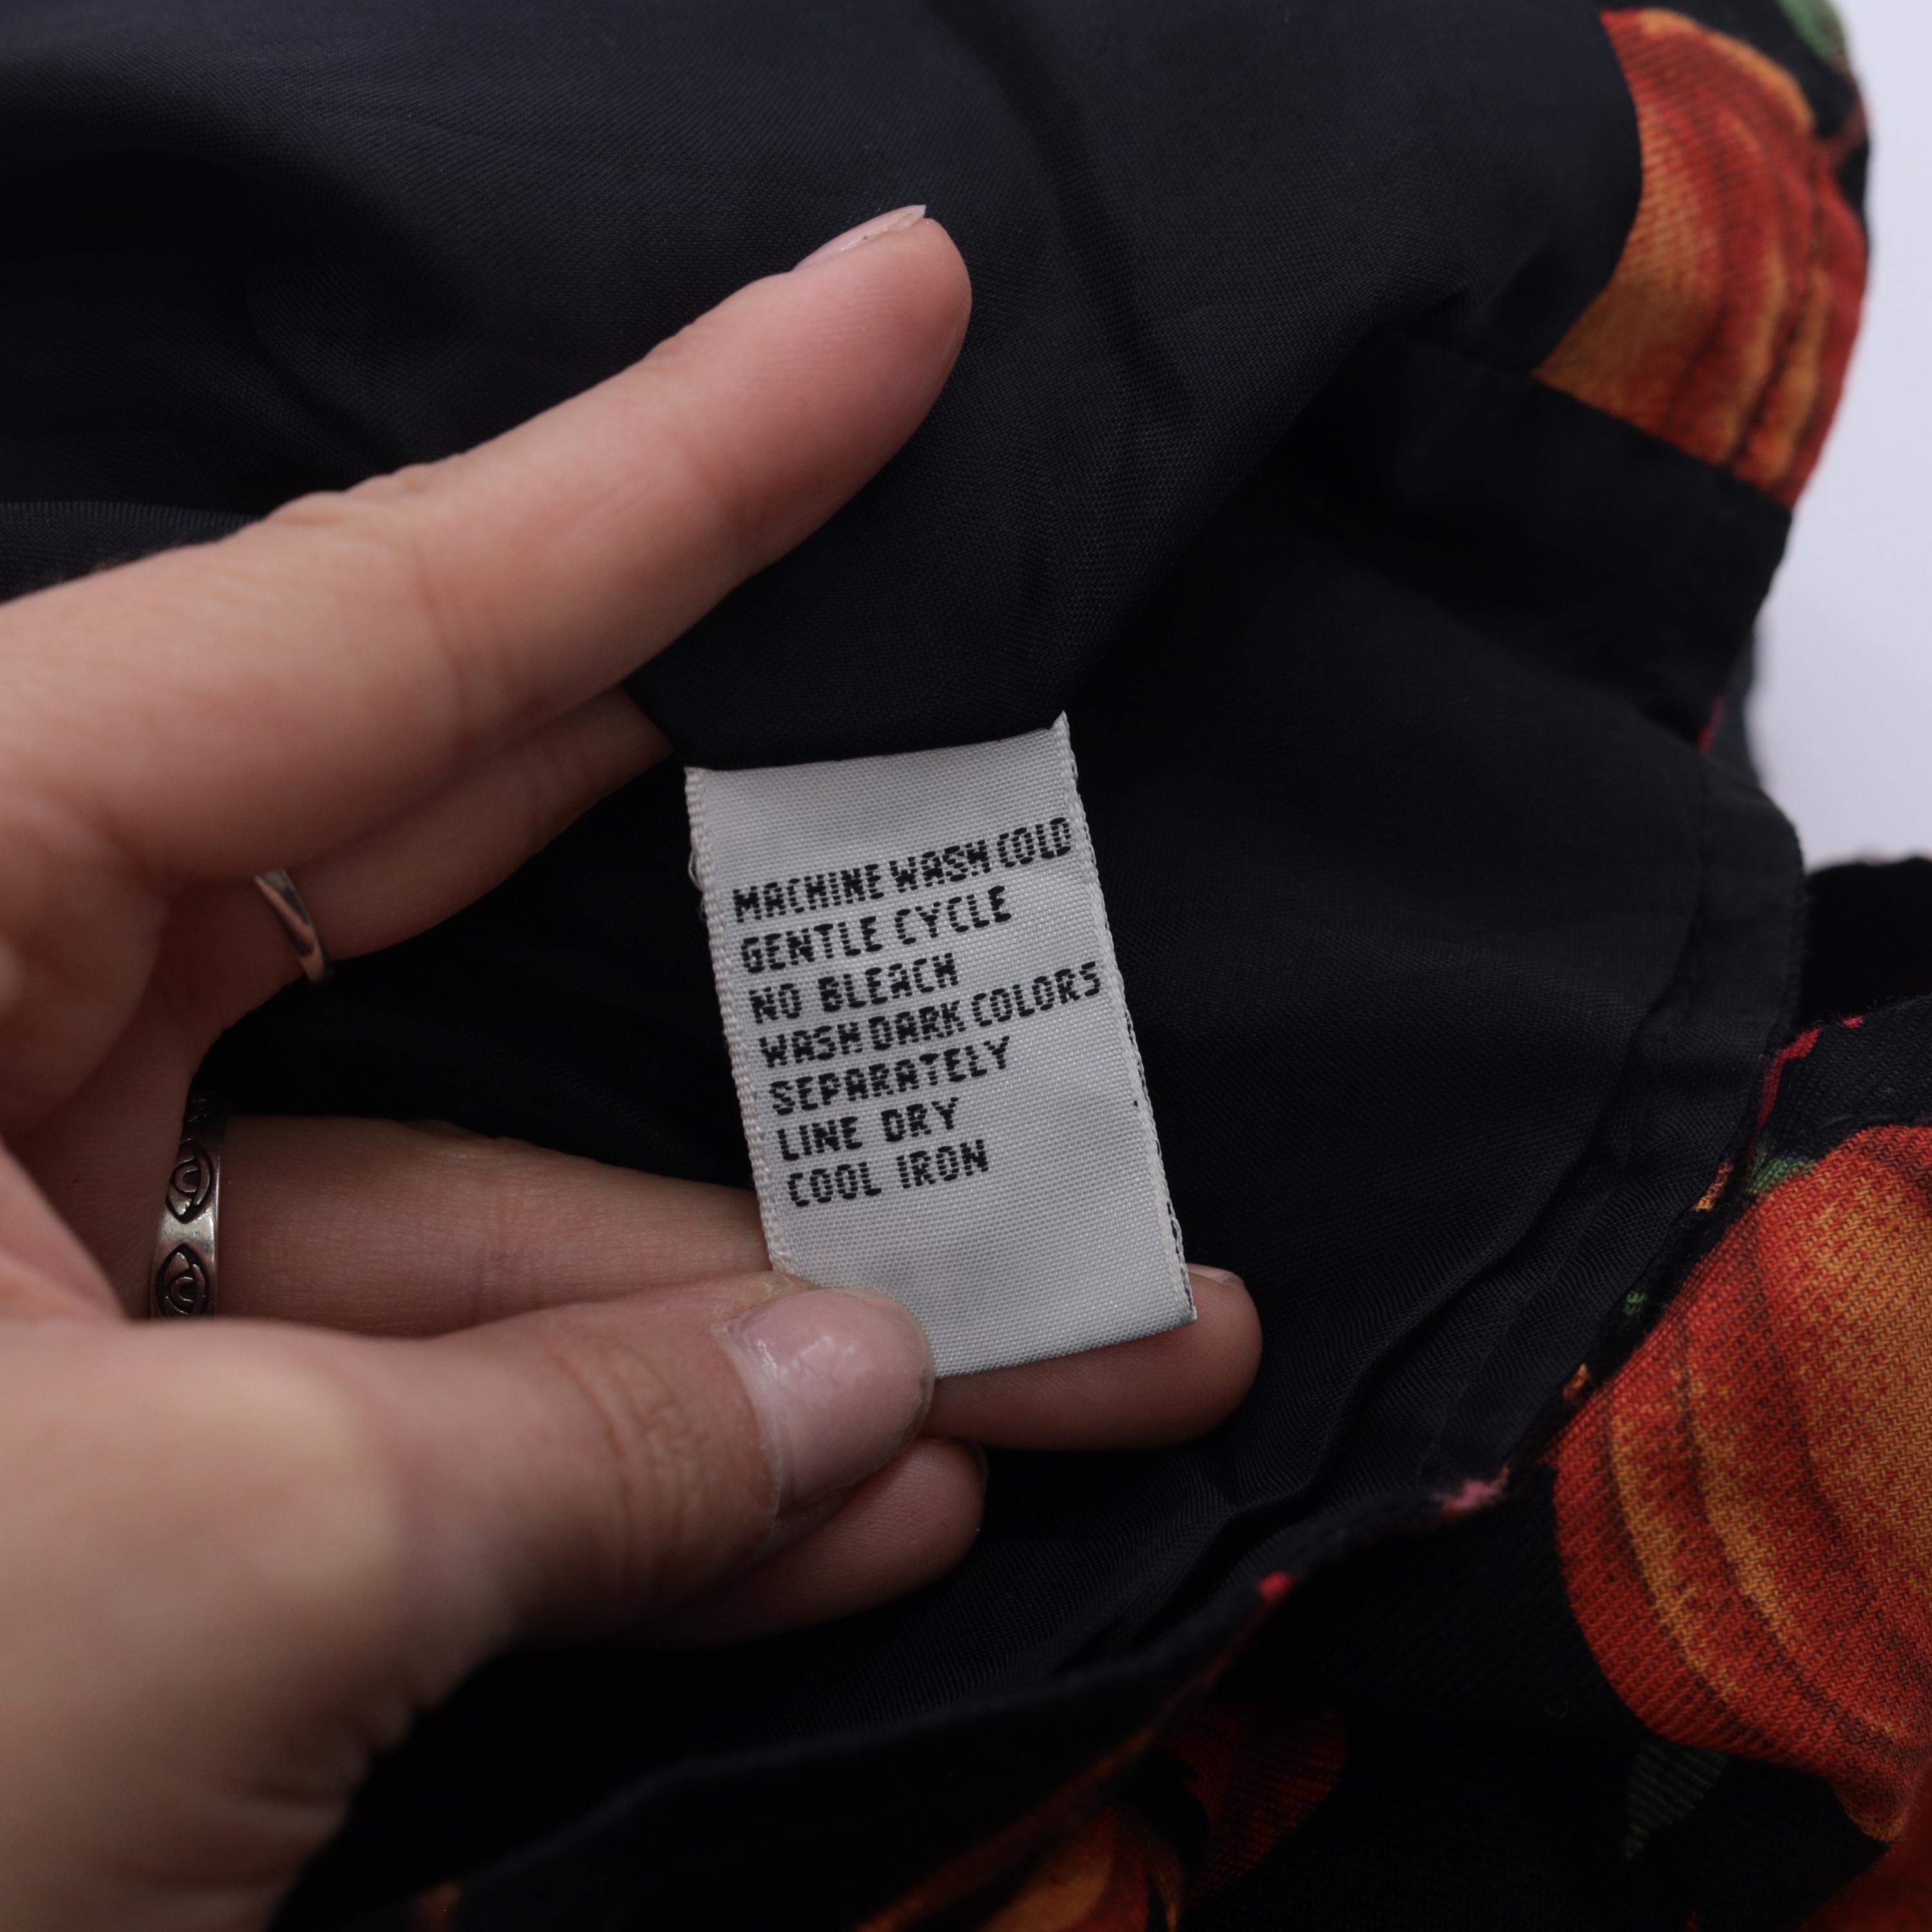 MACHINE WASH COLD
GENTLE CYCLE
NO BLEACH
WASH DARK COLORS
SEPARATELY
LINE DRY
COOL IRON